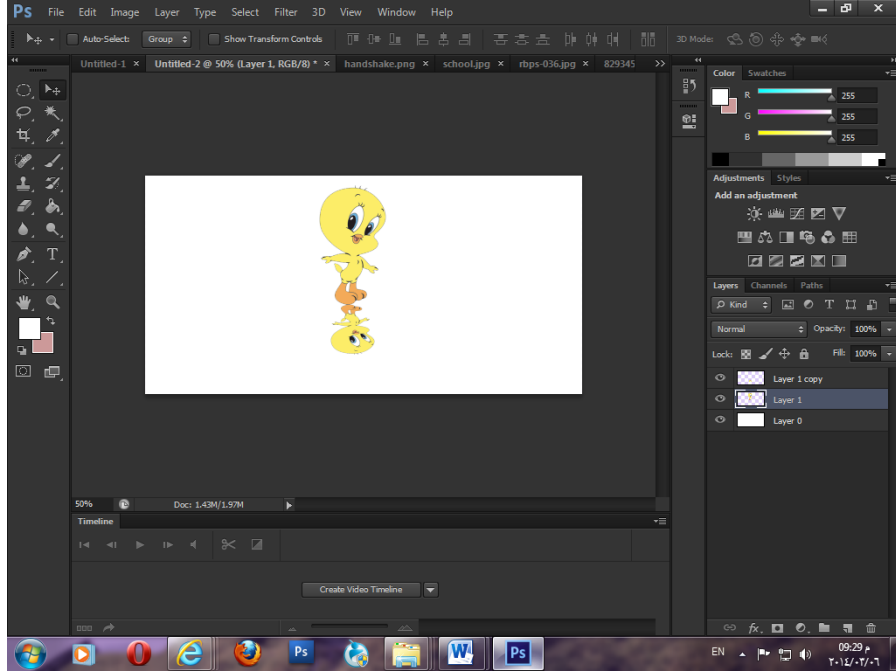 Ps File Edit Image Layer Type Select Filter 3D View Window Help
Auto-Select: Group Show Transform Controls 3D Mode:
Untitled-1 × Untitled-2 @ 50% (Layer 1, RGB/8) * × handshake.png × school.jpg × rbps-036.jpg × 829345 >>
Color Swatches
R 255
G 255
B 255
Adjustments Styles
Add an adjustment
Layers Channels Paths
Kind T
Normal Opacity: 100%
Lock: Fill: 100%
Layer 1 copy
Layer 1
Layer 0
50% Doc: 1.43M/1.97M
Timeline
Create Video Timeline
fx
Ps W Ps
EN 09:29 م
٢٠١٤/٠٣/٠٦